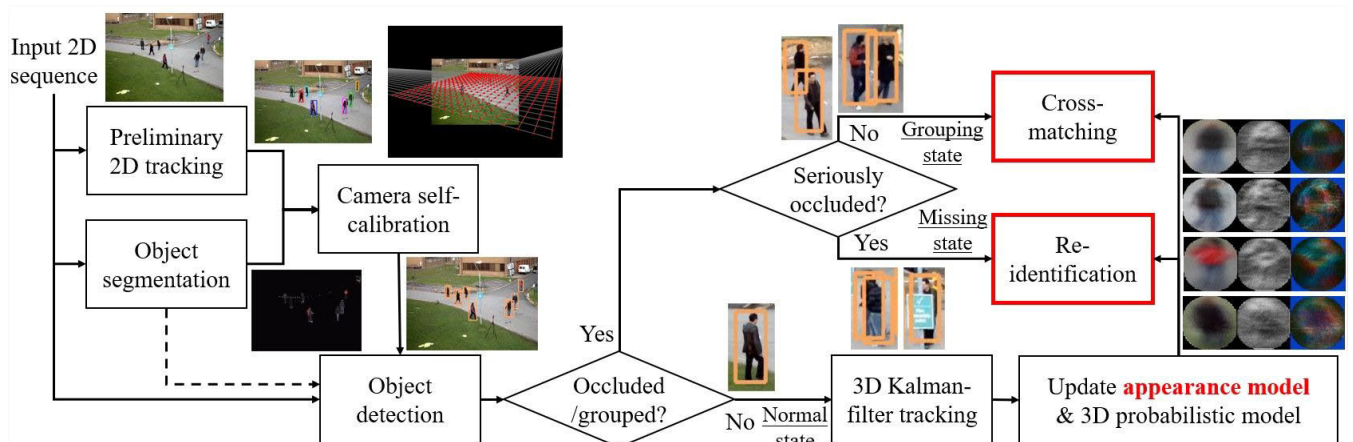 Input 2D
sequence
Preliminary
2D tracking
Object
segmentation
Camera self-
calibration
Object
detection
Occluded
/grouped?
Yes
No
Normal
state
Seriously
occluded?
No
Grouping
state
Yes
Missing
state
Cross-
matching
Re-
identification
3D Kalman-
filter tracking
Update appearance model
& 3D probabilistic model